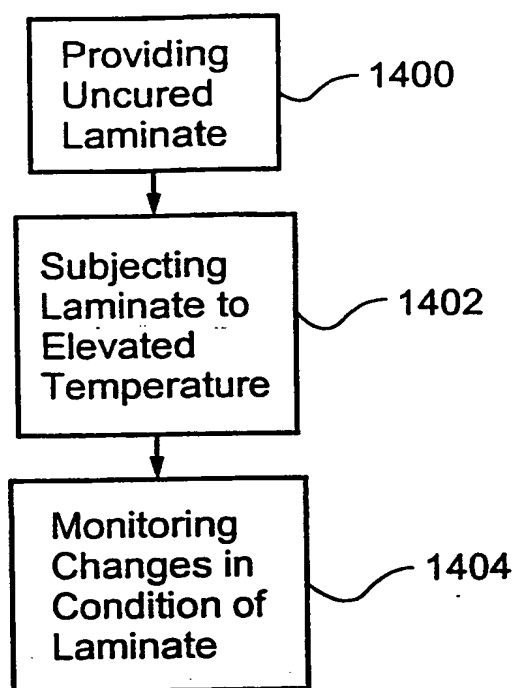 Providing
Uncured
Laminate
1400
Subjecting
Laminate to
Elevated
Temperature
1402
Monitoring
Changes in
Condition of
Laminate
1404